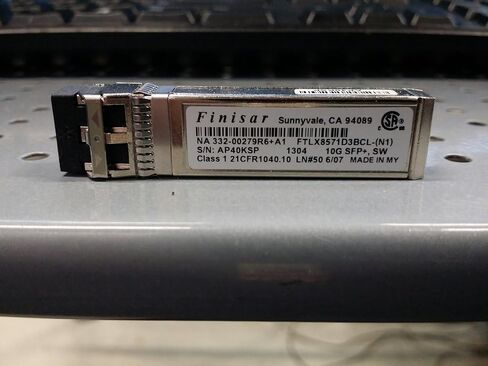 Finisar Sunnyvale, CA 94089
NA 332-00279R6+A1 FTLX8571D3BCL-(N1)
S/N: AP40KSP 1304 10G SFP+, SW
Class 1 21CFR1040.10 LN#50 6/07 MADE IN MY